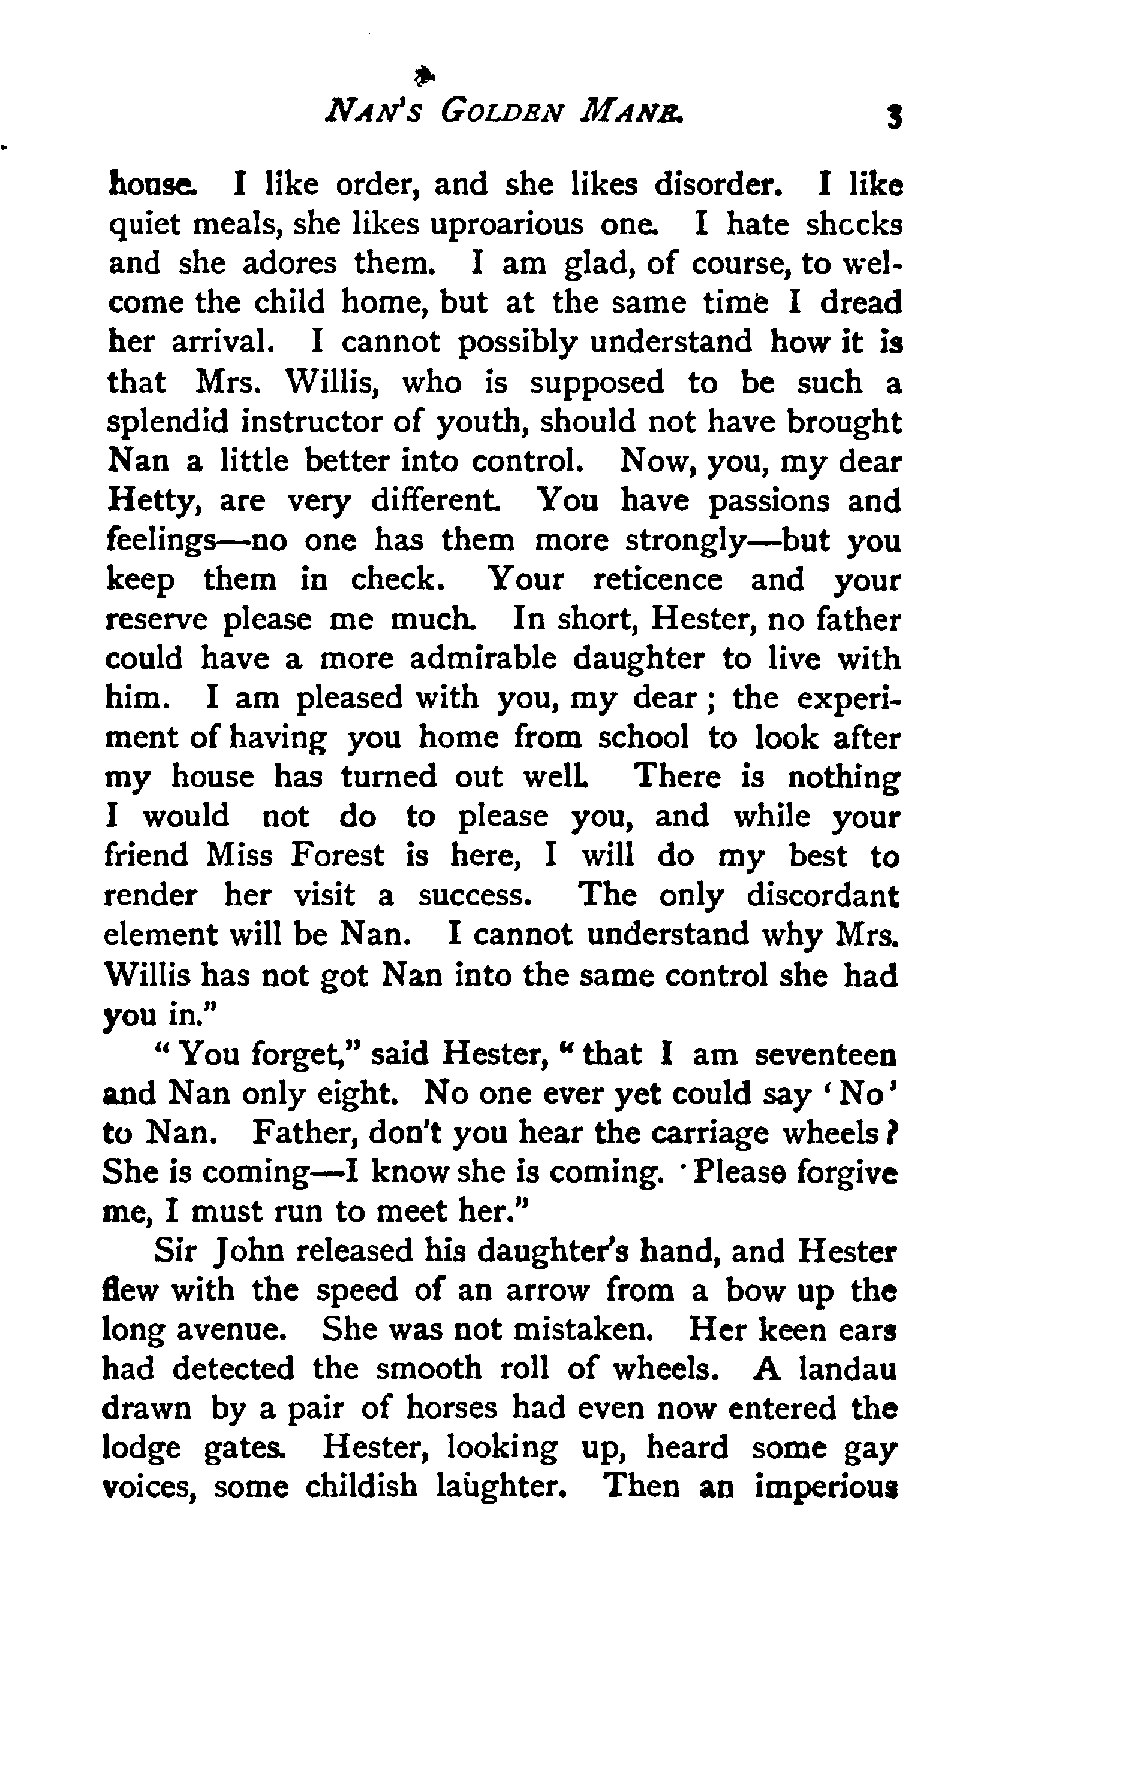 NAN'S GOLDEN MANE. 3
house. I like order, and she likes disorder. I like
quiet meals, she likes uproarious one. I hate shocks
and she adores them. I am glad, of course, to wel-
come the child home, but at the same time I dread
her arrival. I cannot possibly understand how it is
that Mrs. Willis, who is supposed to be such a
splendid instructor of youth, should not have brought
Nan a little better into control. Now, you, my dear
Hetty, are very different. You have passions and
feelings—no one has them more strongly—but you
keep them in check. Your reticence and your
reserve please me much. In short, Hester, no father
could have a more admirable daughter to live with
him. I am pleased with you, my dear; the experi-
ment of having you home from school to look after
my house has turned out well. There is nothing
I would not do to please you, and while your
friend Miss Forest is here, I will do my best to
render her visit a success. The only discordant
element will be Nan. I cannot understand why Mrs.
Willis has not got Nan into the same control she had
you in."
"You forget," said Hester, "that I am seventeen
and Nan only eight. No one ever yet could say 'No'
to Nan. Father, don't you hear the carriage wheels?
She is coming—I know she is coming. Please forgive
me, I must run to meet her."
Sir John released his daughter's hand, and Hester
flew with the speed of an arrow from a bow up the
long avenue. She was not mistaken. Her keen ears
had detected the smooth roll of wheels. A landau
drawn by a pair of horses had even now entered the
lodge gates. Hester, looking up, heard some gay
voices, some childish laughter. Then an imperious